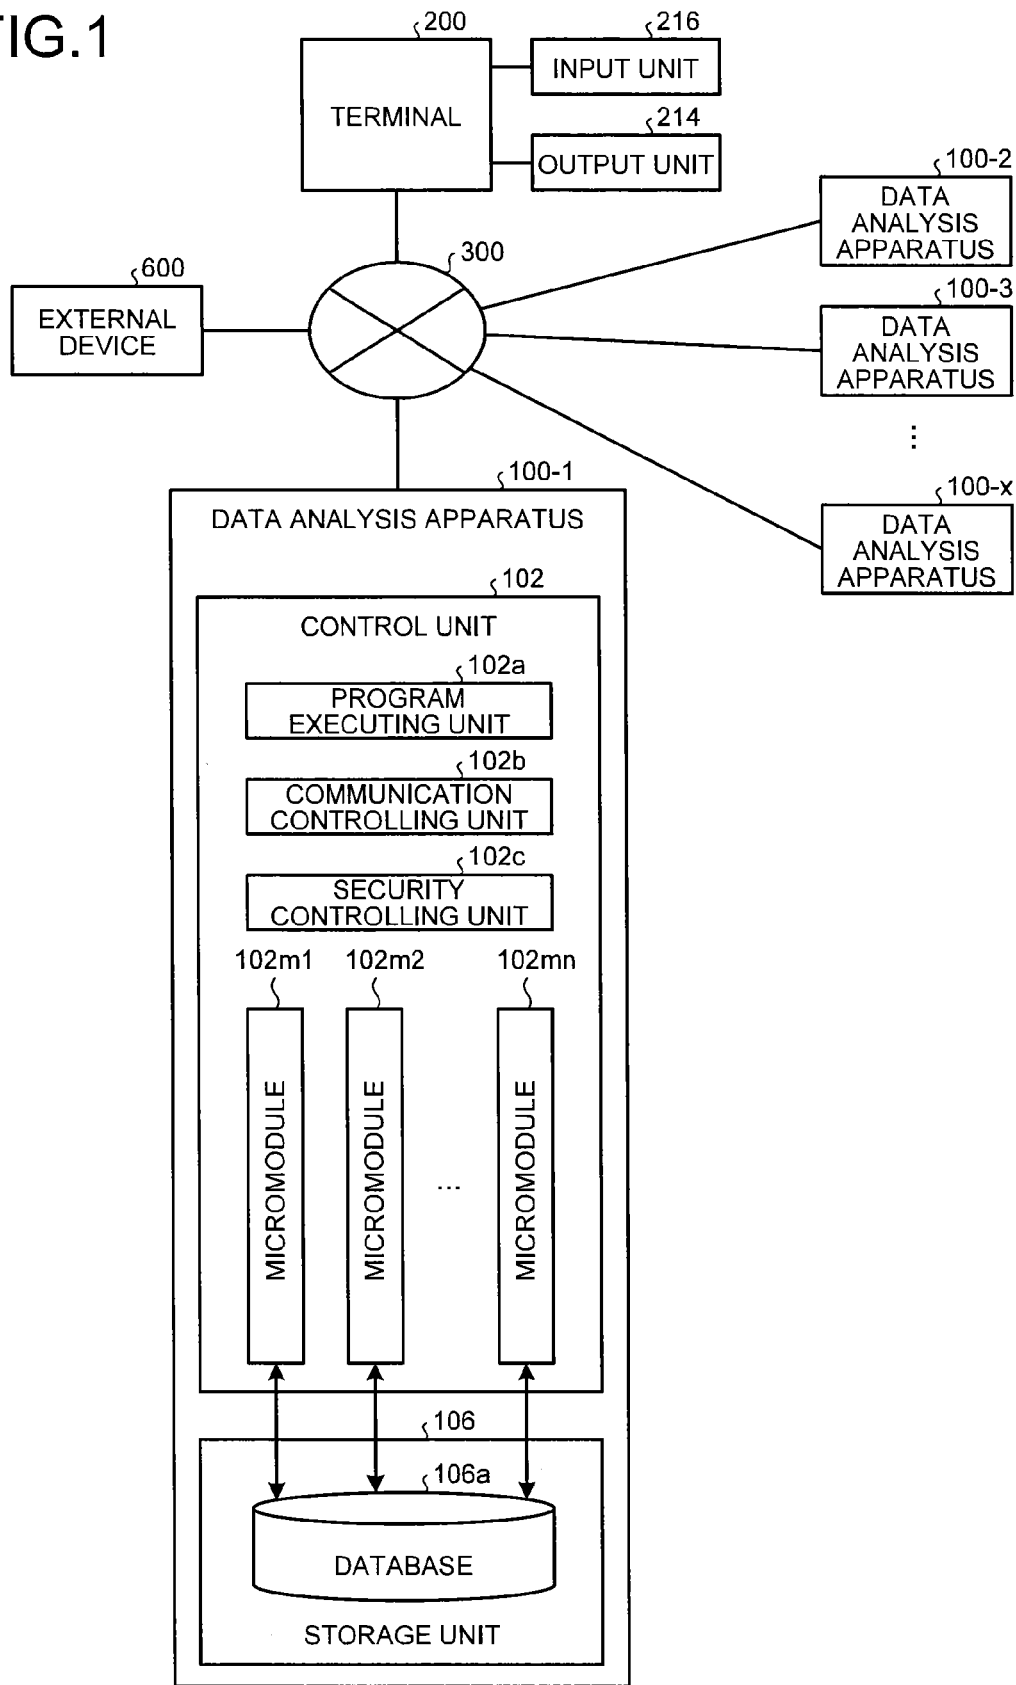 FIG.1
200
TERMINAL
216
INPUT UNIT
214
OUTPUT UNIT
100-2
DATA
ANALYSIS
APPARATUS
300
600
EXTERNAL
DEVICE
100-3
DATA
ANALYSIS
APPARATUS
...
100-x
DATA
ANALYSIS
APPARATUS
100-1
DATA ANALYSIS APPARATUS
102
CONTROL UNIT
102a
PROGRAM
EXECUTING UNIT
102b
COMMUNICATION
CONTROLLING UNIT
102c
SECURITY
CONTROLLING UNIT
102m1
102m2
102mn
MICROMODULE
MICROMODULE
...
MICROMODULE
106
106a
DATABASE
STORAGE UNIT